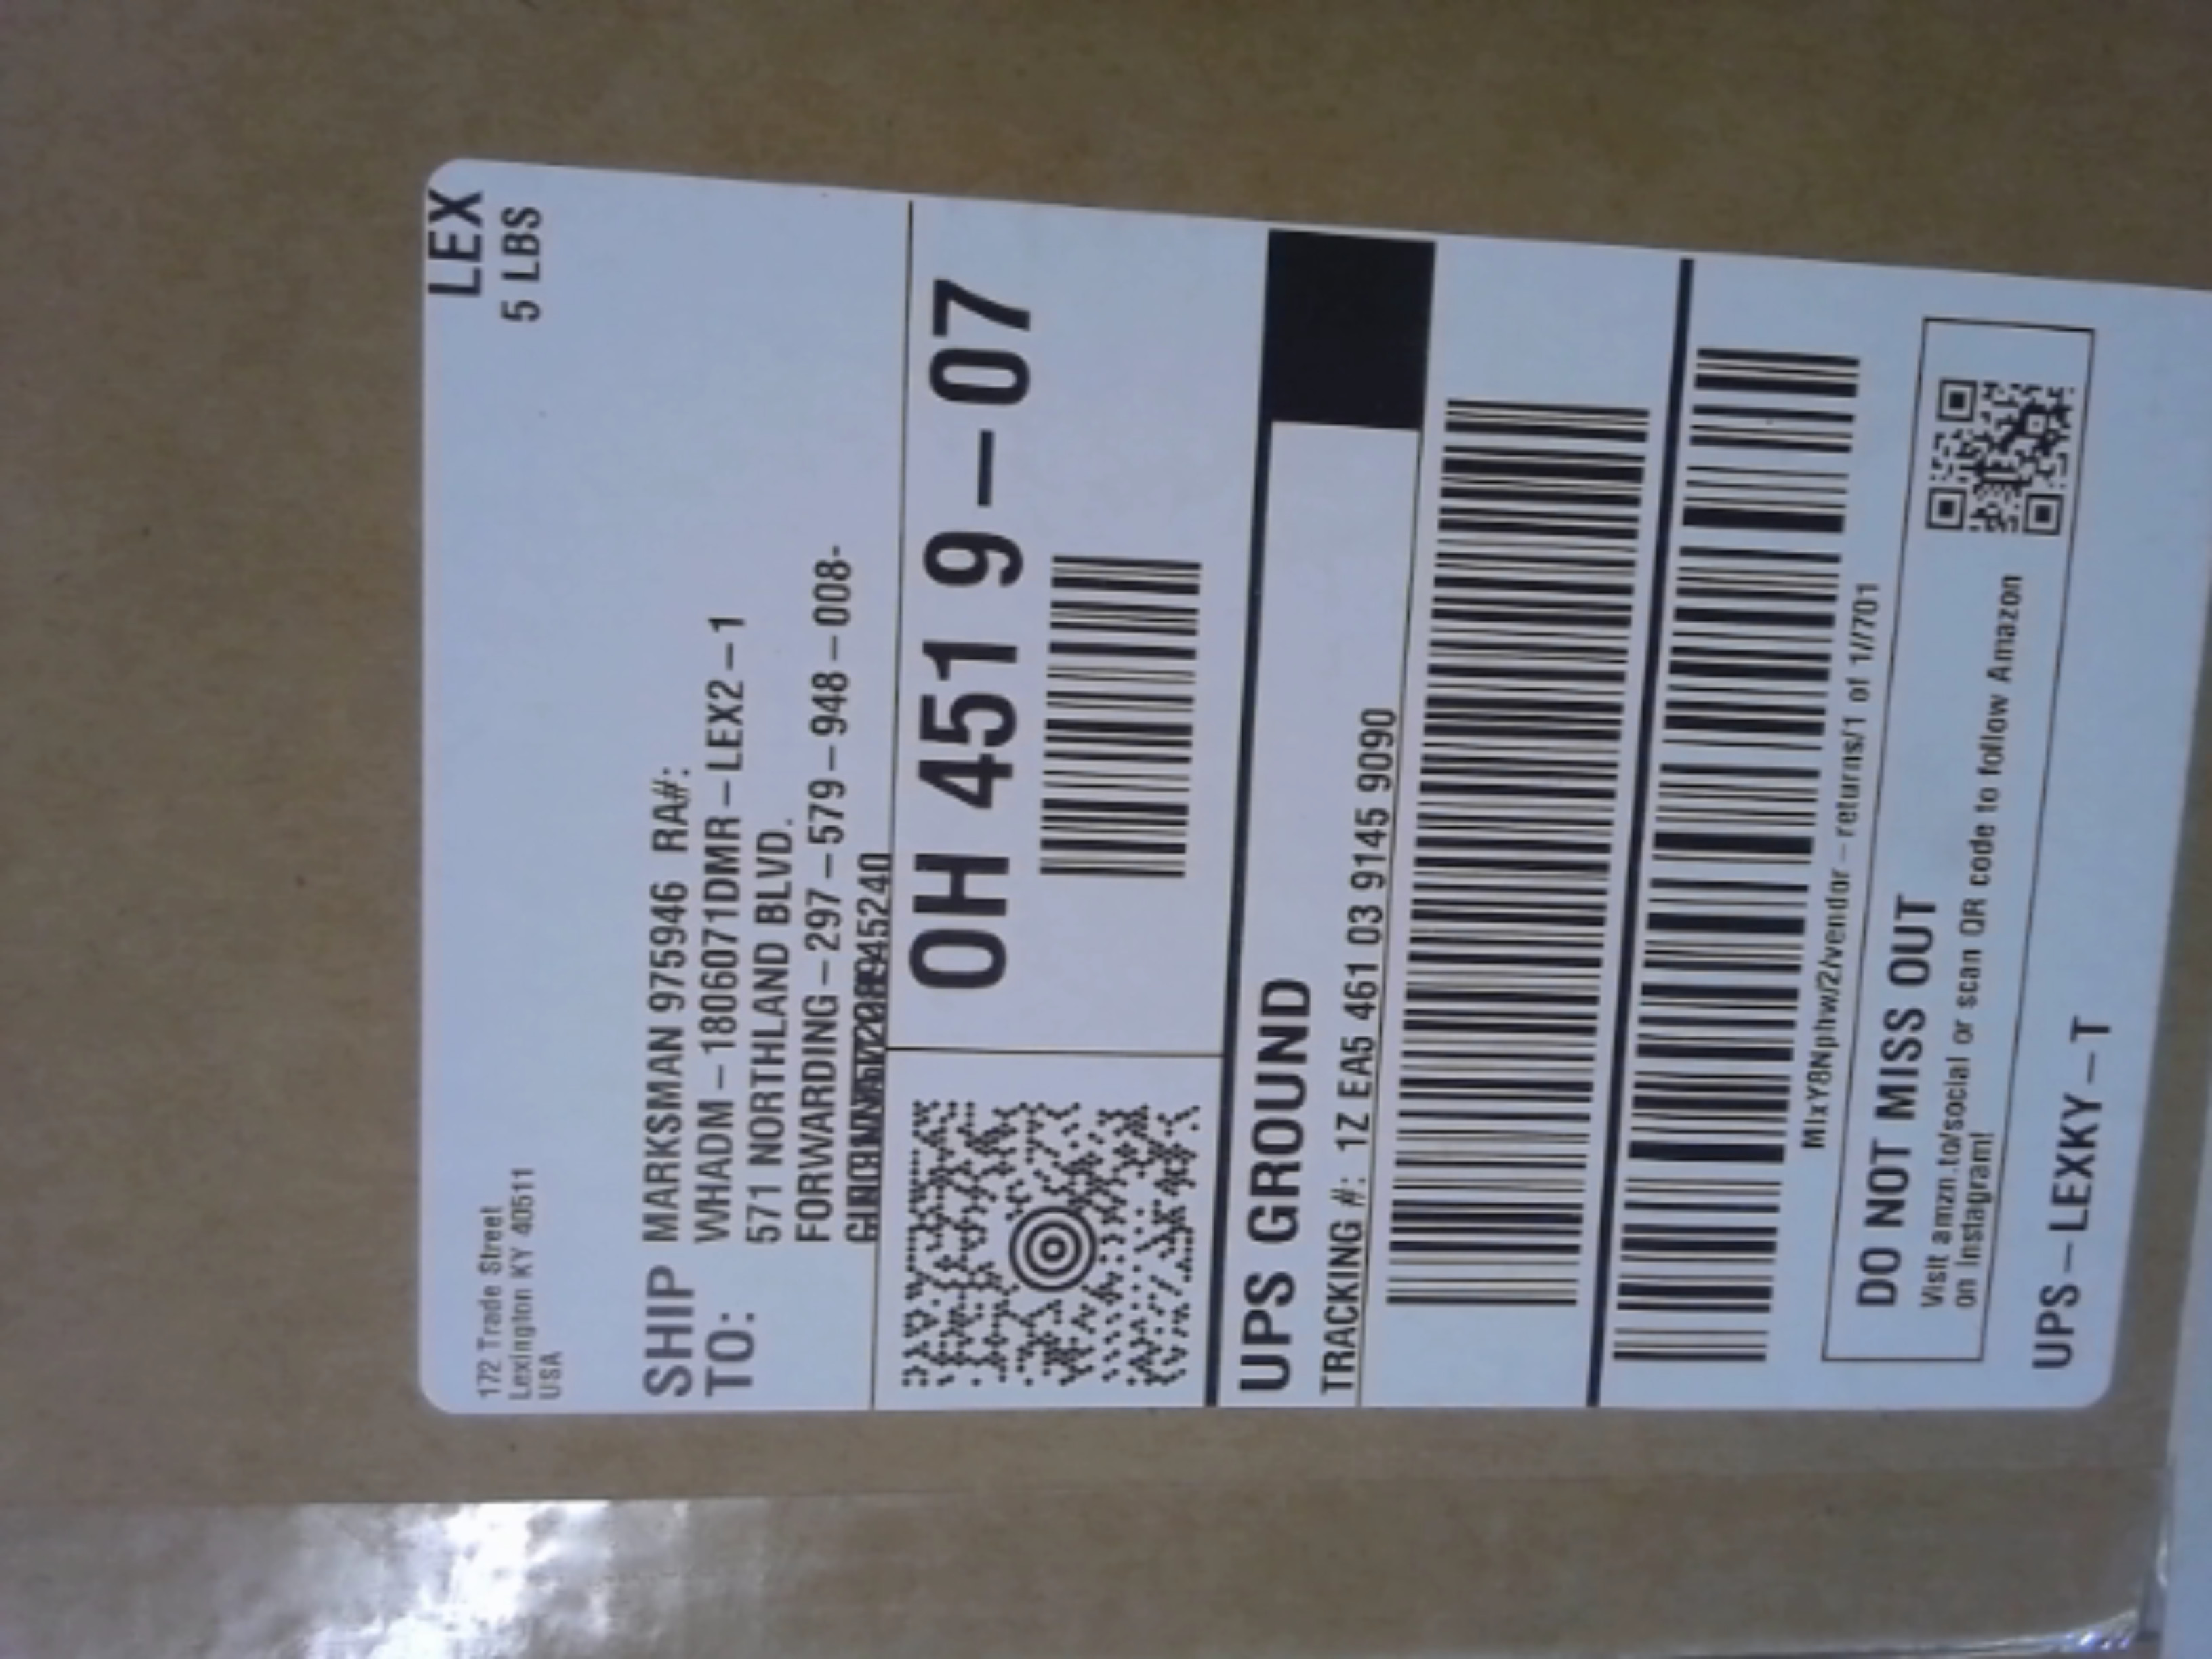 LEX
5 LBS
172 Trade Street
Lexington KY 40511
USA
SHIP TO:
MARKSMAN 975946 RA#:
WHADM-1806071DMR-LEX2-1
571 NORTHLAND BLVD.
FORWARDING-297-579-948-008-
45240
OH 451 9-07
UPS GROUND
TRACKING #: 1Z EA5 461 03 9145 9090
MIxY8Nphw/2/vendor-returns/1 of 1//701
DO NOT MISS OUT
Visit amzn.to/social or scan QR code to follow Amazon
on Instagram!
UPS-LEXKY-T